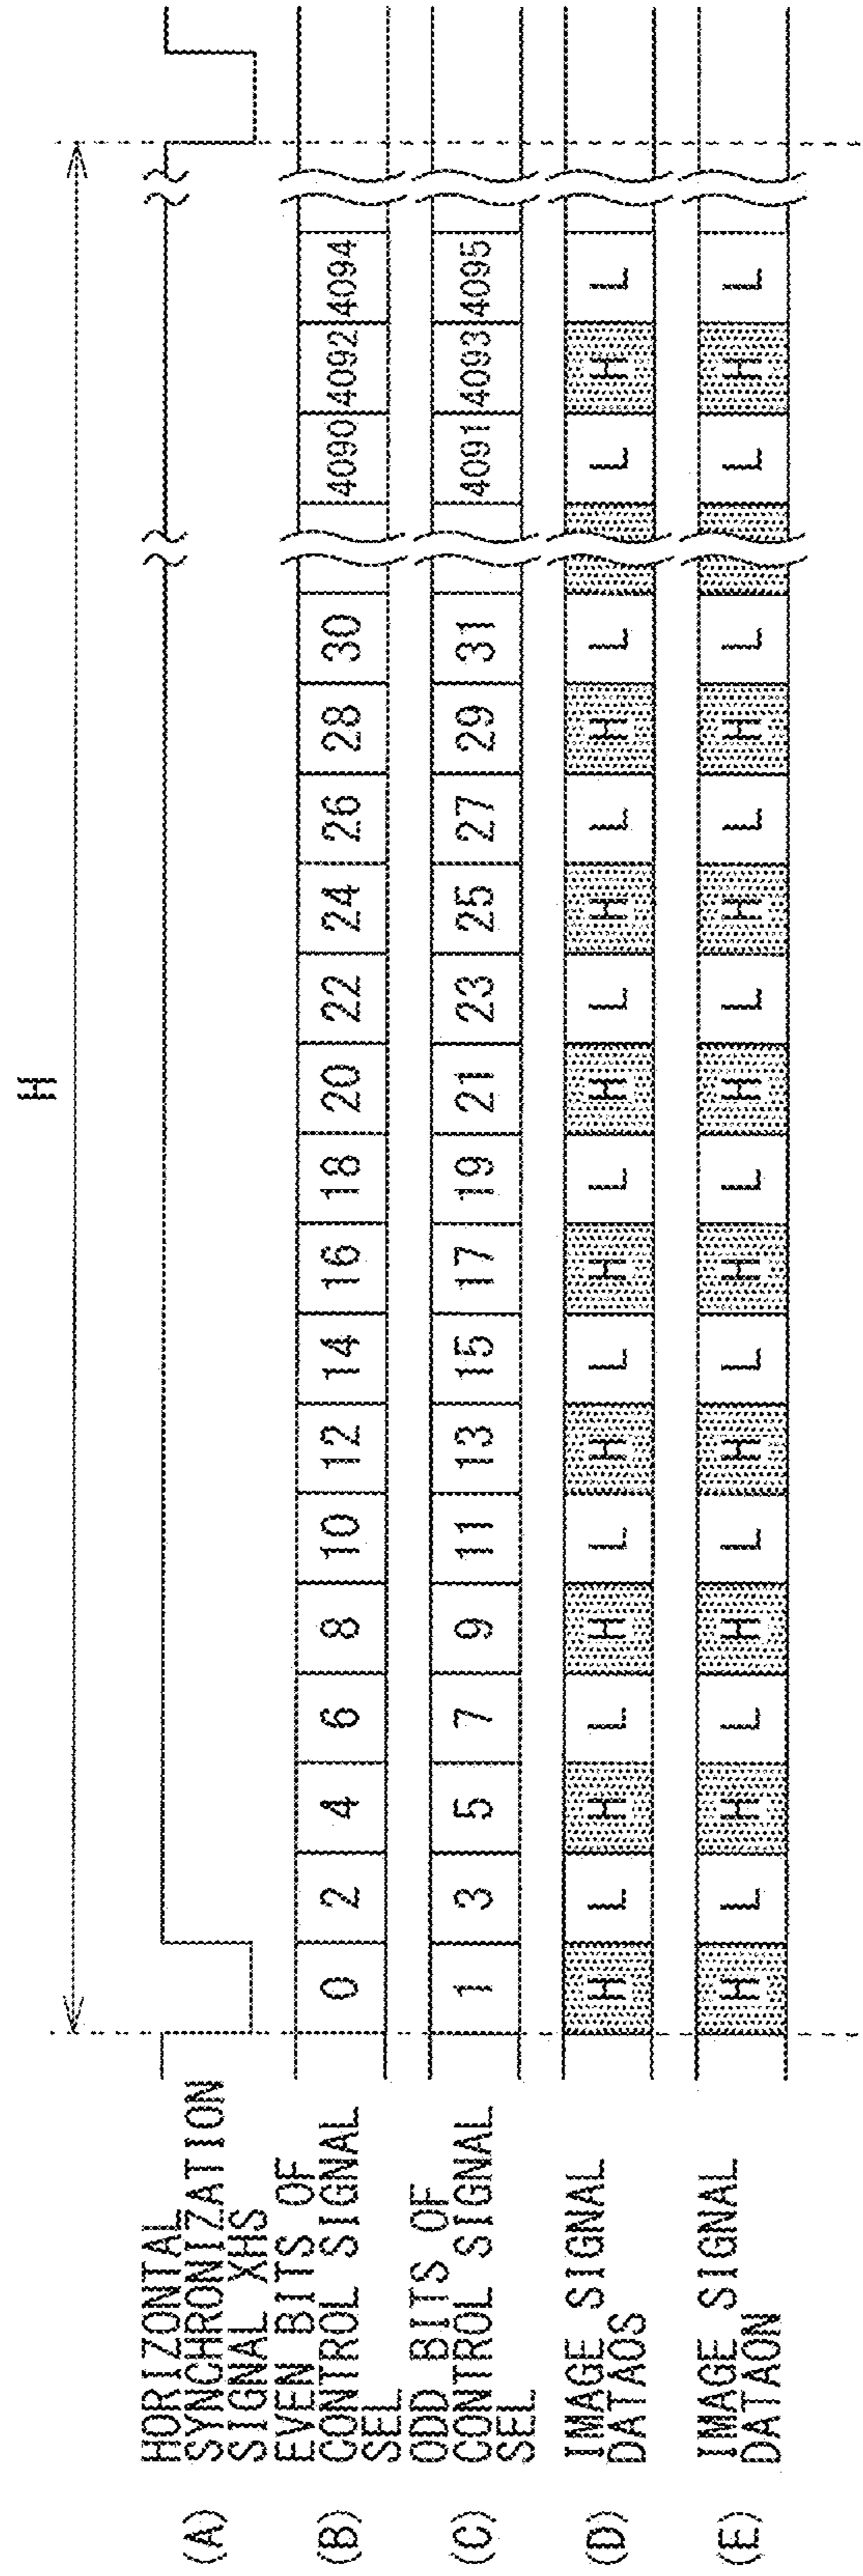 H
(A) HORIZONTAL
SYNCHRONIZATION
SIGNAL XHS
(B) EVEN BITS OF
CONTROL SIGNAL
SEL
0 2 4 6 8 10 12 14 16 18 20 22 24 26 28 30 4090 4092 4094
(C) ODD BITS OF
CONTROL SIGNAL
SEL
1 3 5 7 9 11 13 15 17 19 21 23 25 27 29 31 4091 4093 4095
(D) IMAGE SIGNAL
DATAOS
H L H L H L H L H L H L H L H L L H L
(E) IMAGE SIGNAL
DATAON
H L H L H L H L H L H L H L H L L H L